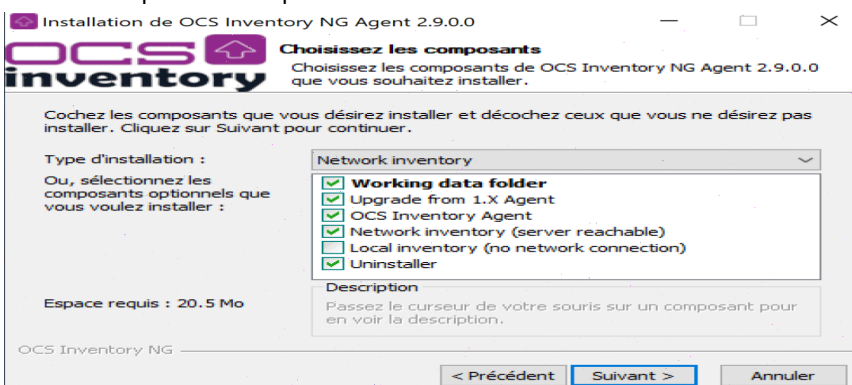 Installation de OCS Inventory NG Agent 2.9.0.0
OCS
inventory
Choisissez les composants
Choisissez les composants de OCS Inventory NG Agent 2.9.0.0
que vous souhaitez installer.
Cochez les composants que vous désirez installer et décochez ceux que vous ne désirez pas
installer. Cliquez sur Suivant pour continuer.
Type d'installation :
Network inventory
Ou, sélectionnez les
composants optionnels que
vous voulez installer :
Working data folder
Upgrade from 1.X Agent
OCS Inventory Agent
Network inventory (server reachable)
Local inventory (no network connection)
Uninstaller
Espace requis : 20.5 Mo
Description
Passez le curseur de votre souris sur un composant pour
en voir la description.
OCS Inventory NG
< Précédent
Suivant >
Annuler